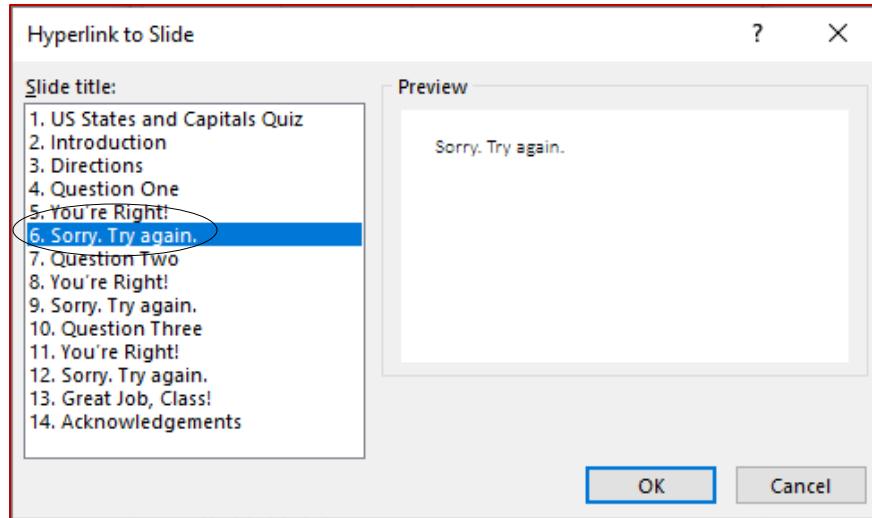 Hyperlink to Slide ?
Slide title:
1. US States and Capitals Quiz
2. Introduction
3. Directions
4. Question One
5. You're Right!
6. Sorry. Try again.
7. Question Two
8. You're Right!
9. Sorry. Try again.
10. Question Three
11. You're Right!
12. Sorry. Try again.
13. Great Job, Class!
14. Acknowledgements
Preview
Sorry. Try again.
OK Cancel